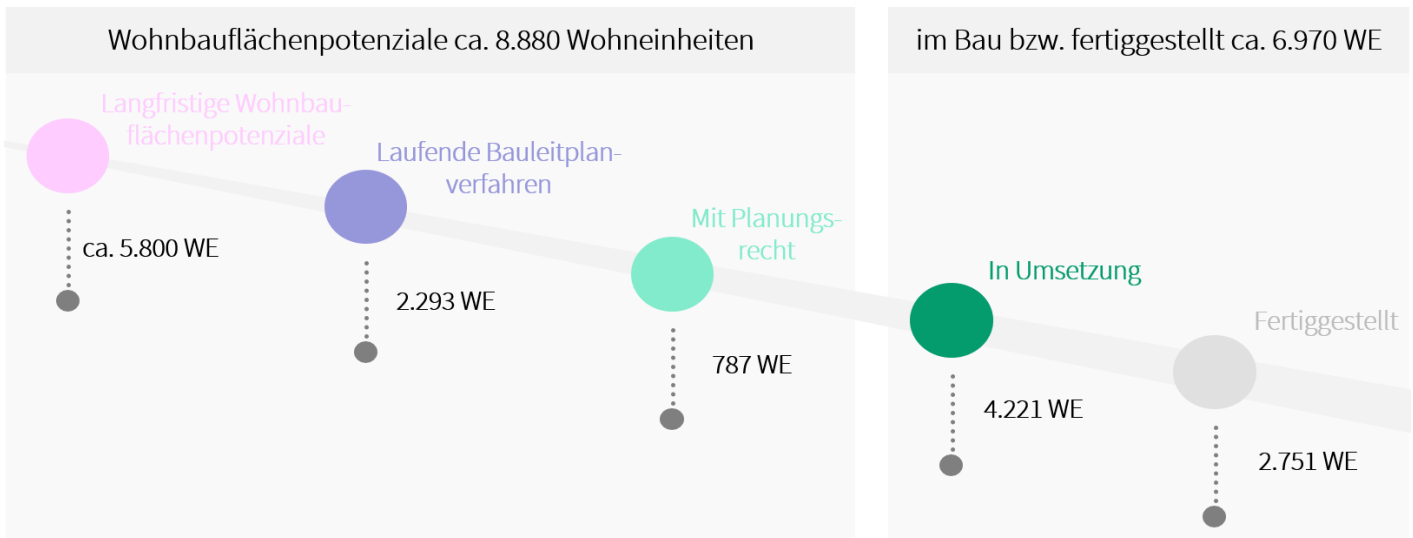 Wohnbauflächenpotenziale ca. 8.880 Wohneinheiten
im Bau bzw. fertiggestellt ca. 6.970 WE
Langfristige Wohnbau-
flächenpotenziale
ca. 5.800 WE
Laufende Bauleitplan-
verfahren
2.293 WE
Mit Planungs-
recht
787 WE
In Umsetzung
4.221 WE
Fertiggestellt
2.751 WE